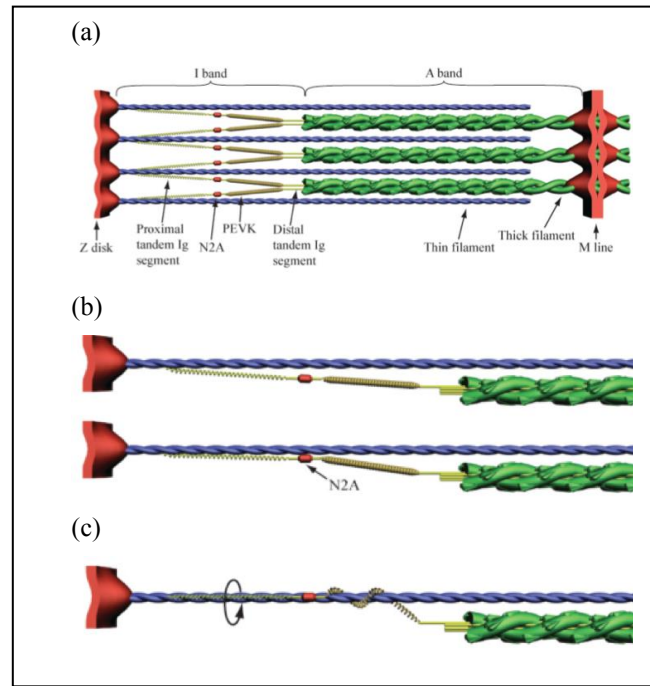 (a)
I band
A band
Z disk
Proximal
tandem Ig
segment
N2A
PEVK
Distal
tandem Ig
segment
Thin filament
Thick filament
M line
(b)
N2A
(c)